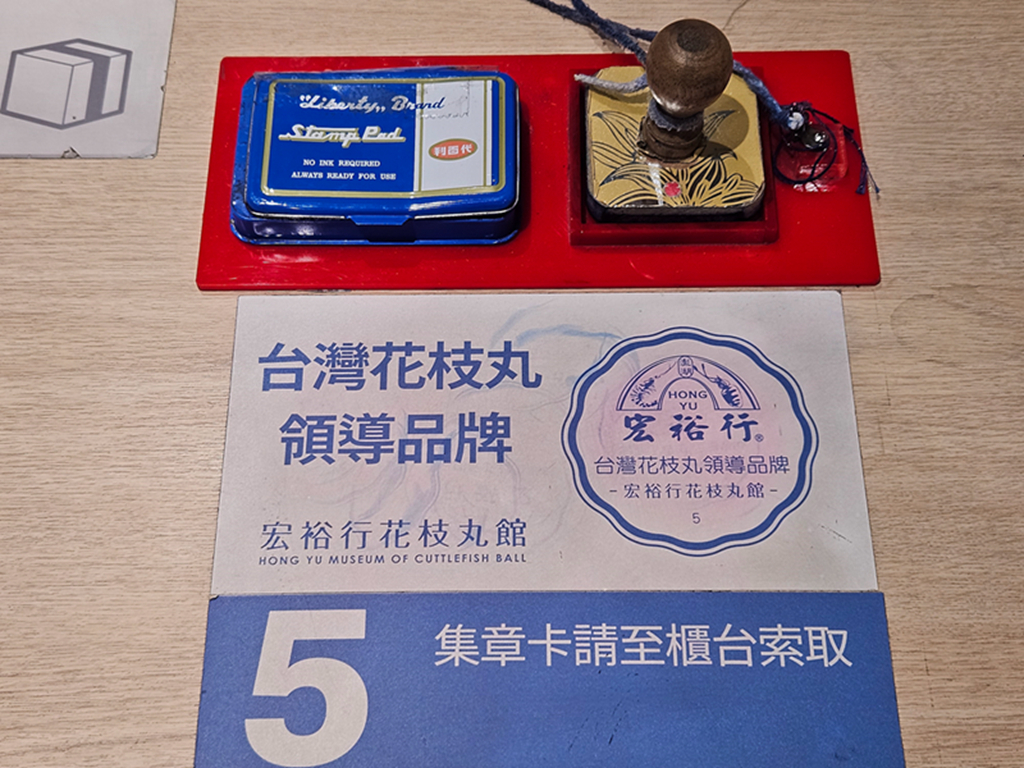 "Liberty" Brand
Stamp Pad
NO INK REQUIRED
ALWAYS READY FOR USE
利百代
台灣花枝丸
領導品牌
宏裕行花枝丸館
HONG YU MUSEUM OF CUTTLEFISH BALL
澎湖
HONG
YU
宏裕行®
台灣花枝丸領導品牌
-宏裕行花枝丸館-
5
5
集章卡請至櫃台索取